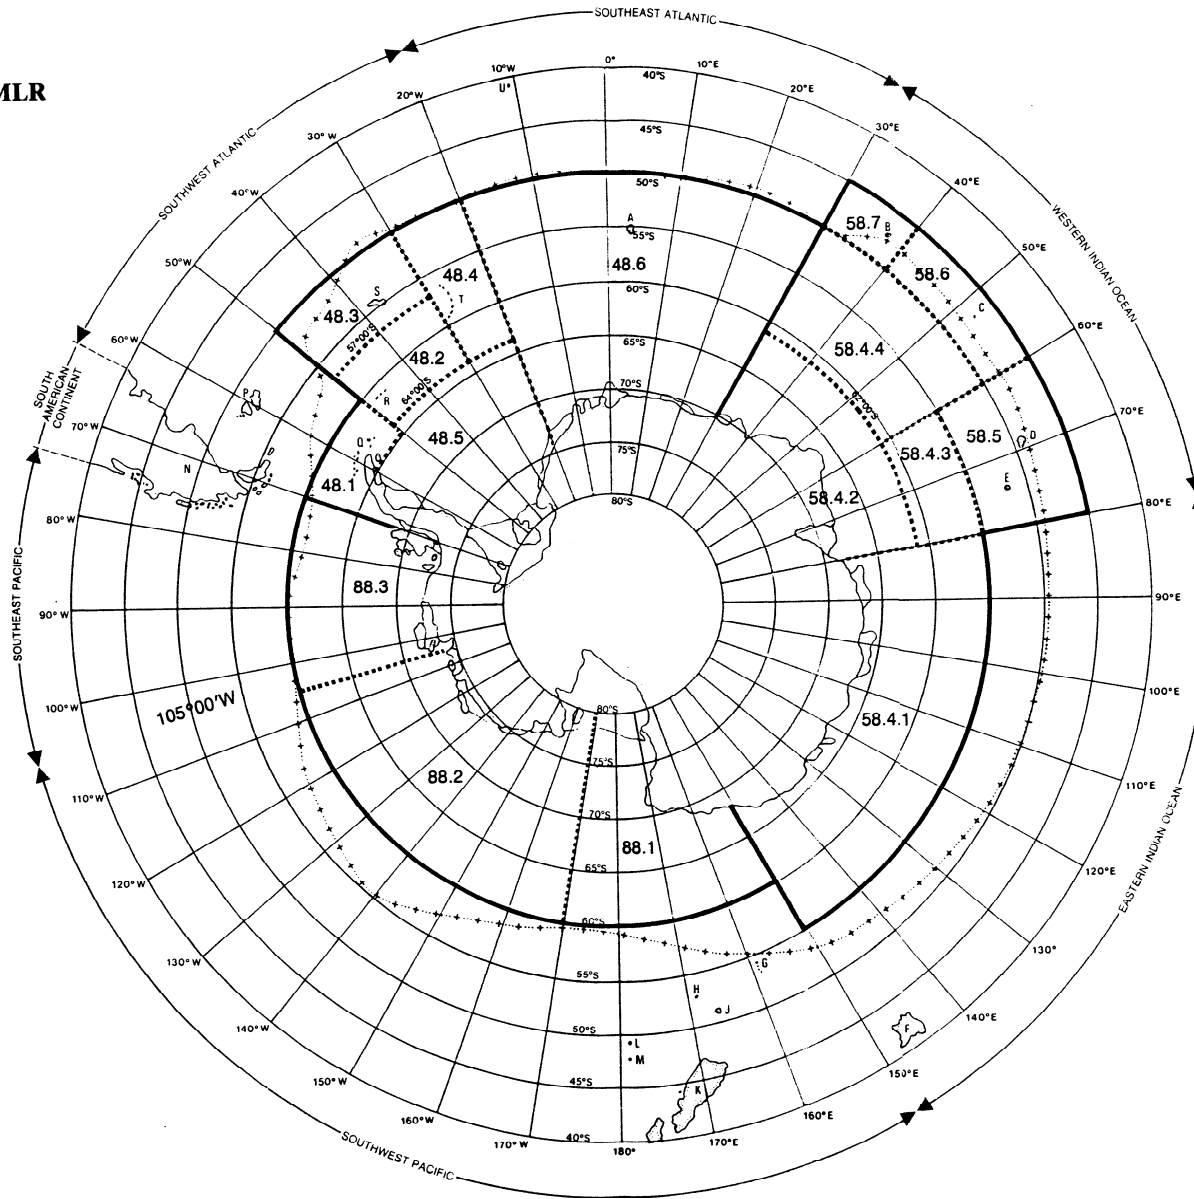 SOUTHEAST ATLANTIC
MLR
10°W
0°
10°E
U
40°S
20°W
20°E
30°W
45°S
30°E
SOUTHWEST ATLANTIC
40°W
50°S
40°E
WESTERN INDIAN OCEAN
A
55°S
58.7
B
50°W
48.4
48.6
58.6
50°E
S
T
60°S
C
48.3
57°00'S
60°E
60°W
48.2
65°S
58.4.4
SOUTH
AMERICAN
CONTINENT
P
R
64°00'S
70°S
62°00'S
70°W
Q
48.5
75°S
58.4.3
58.5
D
70°E
N
48.1
58.4.2
E
80°S
80°E
80°W
88.3
SOUTHEAST PACIFIC
90°W
90°E
100°W
105°00'W
80°S
58.4.1
100°E
88.2
75°S
110°W
110°E
70°S
88.1
EASTERN INDIAN OCEAN
65°S
120°W
120°E
60°S
130°W
G
130°
55°S
H
J
140°W
50°S
F
140°E
L
M
150°W
45°S
K
150°E
160°W
160°E
40°S
170°W
180°
170°E
SOUTHWEST PACIFIC